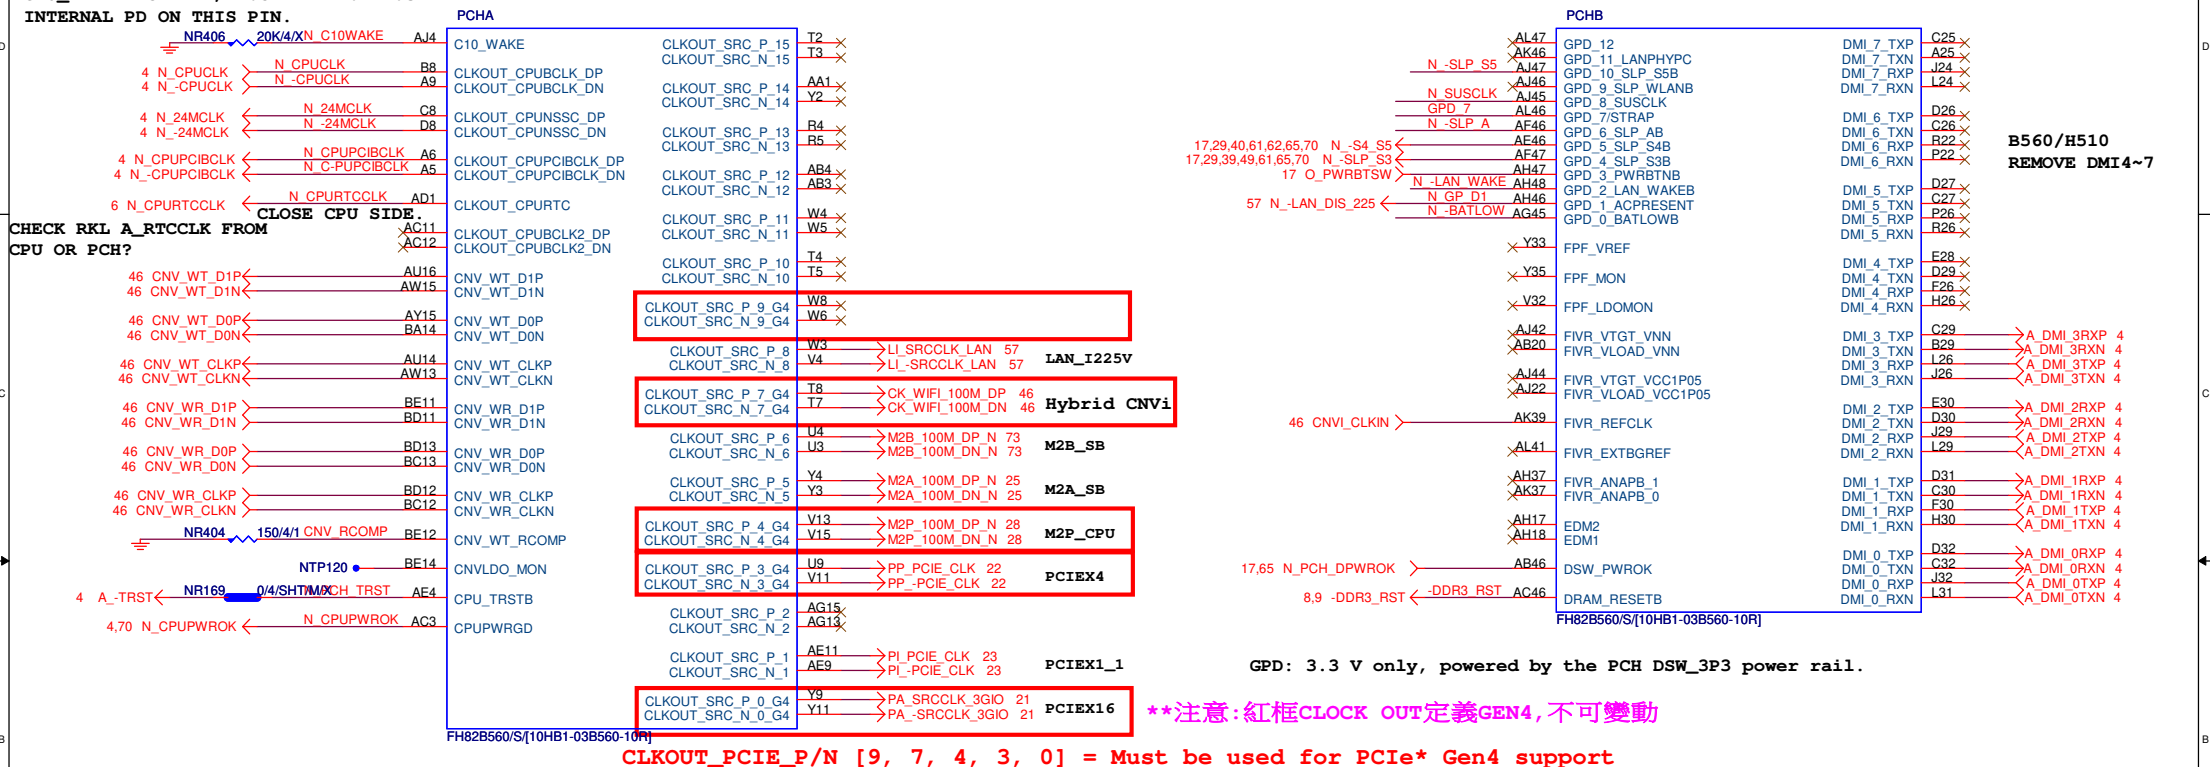 INTERNAL PD ON THIS PIN.
PCHA
NR406 20K/4/X N_C10WAKE AJ4 C10_WAKE
4 N_CPUCLK N_CPUCLK B8 CLKOUT_CPUBCLK_DP
4 N_-CPUCLK N_-CPUCLK A9 CLKOUT_CPUBCLK_DN
4 N_24MCLK N_24MCLK C8 CLKOUT_CPUNSSC_DP
4 N_-24MCLK N_-24MCLK D8 CLKOUT_CPUNSSC_DN
4 N_CPUPCIBCLK N_CPUPCIBCLK A6 CLKOUT_CPUPCIBCLK_DP
4 N_-CPUPCIBCLK N_C-PUPCIBCLK A5 CLKOUT_CPUPCIBCLK_DN
6 N_CPURTCCLK N_CPURTCCLK AD1 CLKOUT_CPURTC
CLOSE CPU SIDE.
CHECK RKL A_RTCCLK FROM
CPU OR PCH?
AC11 CLKOUT_CPUBCLK2_DP
AC12 CLKOUT_CPUBCLK2_DN
46 CNV_WT_D1P AU16 CNV_WT_D1P
46 CNV_WT_D1N AW15 CNV_WT_D1N
46 CNV_WT_D0P AY15 CNV_WT_D0P
46 CNV_WT_D0N BA14 CNV_WT_D0N
46 CNV_WT_CLKP AU14 CNV_WT_CLKP
46 CNV_WT_CLKN AW13 CNV_WT_CLKN
46 CNV_WR_D1P BE11 CNV_WR_D1P
46 CNV_WR_D1N BD11 CNV_WR_D1N
46 CNV_WR_D0P BD13 CNV_WR_D0P
46 CNV_WR_D0N BC13 CNV_WR_D0N
46 CNV_WR_CLKP BD12 CNV_WR_CLKP
46 CNV_WR_CLKN BC12 CNV_WR_CLKN
NR404 150/4/1 CNV_RCOMP BE12 CNV_WT_RCOMP
NTP120 BE14 CNVLDO_MON
4 A_-TRST NR169 0/4/SHT/M/X PCH_TRST AE4 CPU_TRSTB
4,70 N_CPUPWROK N_CPUPWROK AC3 CPUPWRGD
CLKOUT_SRC_P_15 T2
CLKOUT_SRC_N_15 T3
CLKOUT_SRC_P_14 AA1
CLKOUT_SRC_N_14 Y2
CLKOUT_SRC_P_13 R4
CLKOUT_SRC_N_13 R5
CLKOUT_SRC_P_12 AB4
CLKOUT_SRC_N_12 AB3
CLKOUT_SRC_P_11 W4
CLKOUT_SRC_N_11 W5
CLKOUT_SRC_P_10 T4
CLKOUT_SRC_N_10 T5
CLKOUT_SRC_P_9_G4 W8
CLKOUT_SRC_N_9_G4 W6
CLKOUT_SRC_P_8 W3 LI_SRCCLK_LAN 57
CLKOUT_SRC_N_8 V4 LI_-SRCCLK_LAN 57
LAN_I225V
CLKOUT_SRC_P_7_G4 T8 CK_WIFI_100M_DP 46
CLKOUT_SRC_N_7_G4 T7 CK_WIFI_100M_DN 46
Hybrid CNVi
CLKOUT_SRC_P_6 U4 M2B_100M_DP_N 73
CLKOUT_SRC_N_6 U3 M2B_100M_DN_N 73
M2B_SB
CLKOUT_SRC_P_5 Y4 M2A_100M_DP_N 25
CLKOUT_SRC_N_5 Y3 M2A_100M_DN_N 25
M2A_SB
CLKOUT_SRC_P_4_G4 V13 M2P_100M_DP_N 28
CLKOUT_SRC_N_4_G4 V15 M2P_100M_DN_N 28
M2P_CPU
CLKOUT_SRC_P_3_G4 U9 PP_PCIE_CLK 22
CLKOUT_SRC_N_3_G4 V11 PP_-PCIE_CLK 22
PCIEX4
CLKOUT_SRC_P_2 AG15
CLKOUT_SRC_N_2 AG13
CLKOUT_SRC_P_1 AE11 PI_PCIE_CLK 23
CLKOUT_SRC_N_1 AE9 PI_-PCIE_CLK 23
PCIEX1_1
CLKOUT_SRC_P_0_G4 Y9 PA_SRCCLK_3GIO 21
CLKOUT_SRC_N_0_G4 Y11 PA_-SRCCLK_3GIO 21
PCIEX16
FH82B560/S/[10HB1-03B560-10R]
PCHB
AL47 GPD_12
AK46 GPD_11_LANPHYPC
N_-SLP_S5 AJ47 GPD_10_SLP_S5B
AJ46 GPD_9_SLP_WLANB
N_SUSCLK AJ45 GPD_8_SUSCLK
GPD_7 AL46 GPD_7/STRAP
N_-SLP_A AF46 GPD_6_SLP_AB
17,29,40,61,62,65,70 N_-S4_S5 AE46 GPD_5_SLP_S4B
17,29,39,49,61,65,70 N_-SLP_S3 AF47 GPD_4_SLP_S3B
17 O_PWRBTSW AH47 GPD_3_PWRBTNB
N_-LAN_WAKE AH48 GPD_2_LAN_WAKEB
57 N_-LAN_DIS_225 N_GP_D1 AH46 GPD_1_ACPRESENT
N_-BATLOW AG45 GPD_0_BATLOWB
Y33 FPF_VREF
Y35 FPF_MON
V32 FPF_LDOMON
AJ42 FIVR_VTGT_VNN
AB20 FIVR_VLOAD_VNN
AJ44 FIVR_VTGT_VCC1P05
AJ22 FIVR_VLOAD_VCC1P05
46 CNVI_CLKIN AK39 FIVR_REFCLK
AL41 FIVR_EXTBGREF
AH37 FIVR_ANAPB_1
AK37 FIVR_ANAPB_0
AH17 EDM2
AH18 EDM1
17,65 N_PCH_DPWROK AB46 DSW_PWROK
8,9 -DDR3_RST -DDR3_RST AC46 DRAM_RESETB
DMI_7_TXP C25
DMI_7_TXN A25
DMI_7_RXP J24
DMI_7_RXN L24
DMI_6_TXP D26
DMI_6_TXN C26
DMI_6_RXP R22
DMI_6_RXN P22
B560/H510
REMOVE DMI4~7
DMI_5_TXP D27
DMI_5_TXN C27
DMI_5_RXP P26
DMI_5_RXN R26
DMI_4_TXP E28
DMI_4_TXN D29
DMI_4_RXP F26
DMI_4_RXN H26
DMI_3_TXP C29 A_DMI_3RXP 4
DMI_3_TXN B29 A_DMI_3RXN 4
DMI_3_RXP L26 A_DMI_3TXP 4
DMI_3_RXN J26 A_DMI_3TXN 4
DMI_2_TXP E30 A_DMI_2RXP 4
DMI_2_TXN D30 A_DMI_2RXN 4
DMI_2_RXP J29 A_DMI_2TXP 4
DMI_2_RXN L29 A_DMI_2TXN 4
DMI_1_TXP D31 A_DMI_1RXP 4
DMI_1_TXN C30 A_DMI_1RXN 4
DMI_1_RXP F30 A_DMI_1TXP 4
DMI_1_RXN H30 A_DMI_1TXN 4
DMI_0_TXP D32 A_DMI_0RXP 4
DMI_0_TXN C32 A_DMI_0RXN 4
DMI_0_RXP J32 A_DMI_0TXP 4
DMI_0_RXN L31 A_DMI_0TXN 4
FH82B560/S/[10HB1-03B560-10R]
GPD: 3.3 V only, powered by the PCH DSW_3P3 power rail.
**注意:紅框CLOCK OUT定義GEN4,不可變動
CLKOUT_PCIE_P/N [9, 7, 4, 3, 0] = Must be used for PCIe* Gen4 support
D
D
C
C
B
B